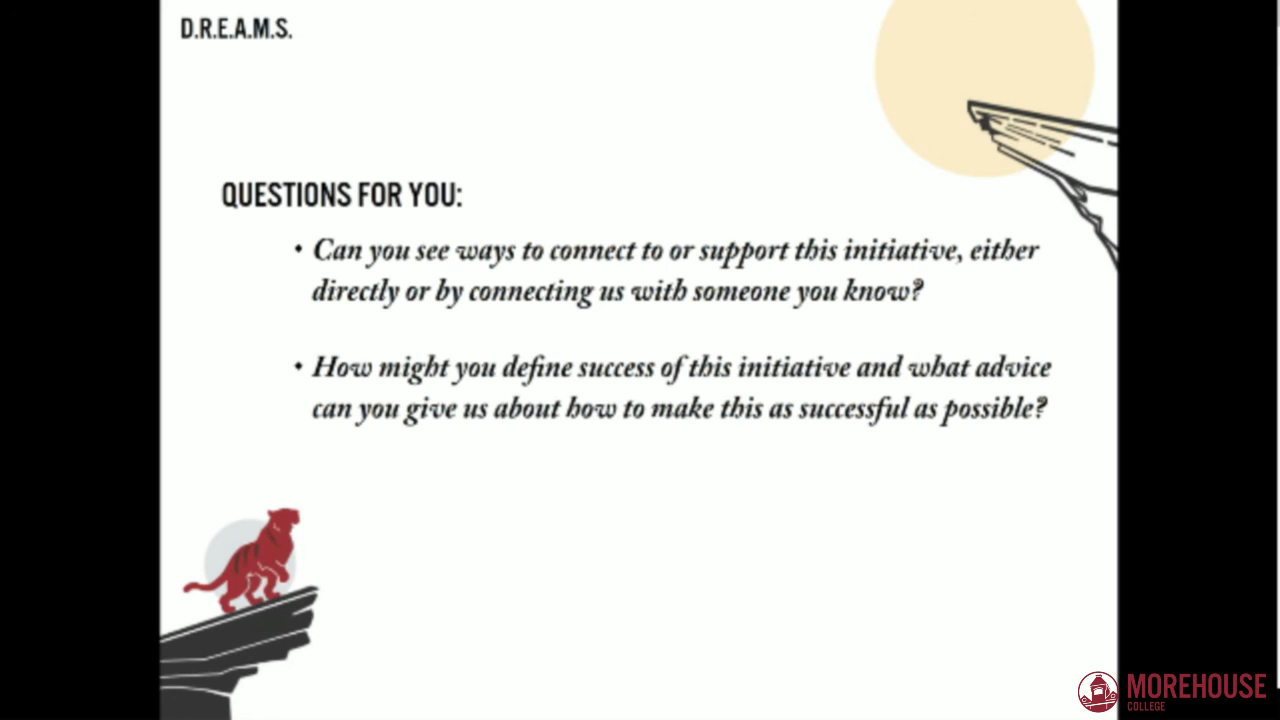 D.R.E.A.M.S.
QUESTIONS FOR YOU:
• Can you see ways to connect to or support this initiative, either
directly or by connecting us with someone you know?
• How might you define success of this initiative and what advice
can you give us about how to make this as successful as possible?
MOREHOUSE
COLLEGE